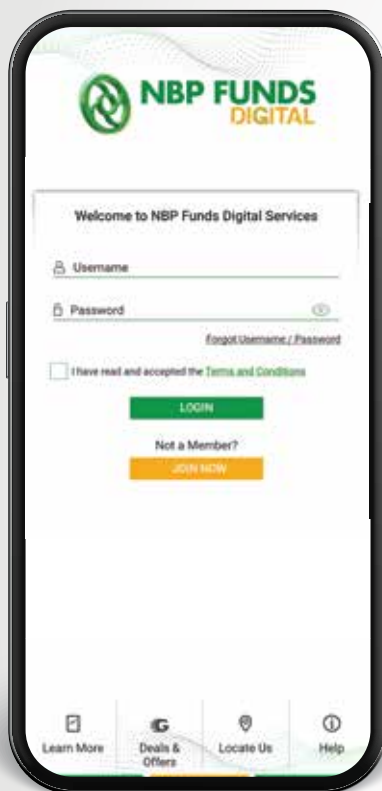 NBP FUNDS
DIGITAL
Welcome to NBP Funds Digital Services
Username
Password
Forgot Username / Password
I have read and accepted the Terms and Conditions
LOGIN
Not a Member?
JOIN NOW
Learn More
Deals & Offers
Locate Us
Help